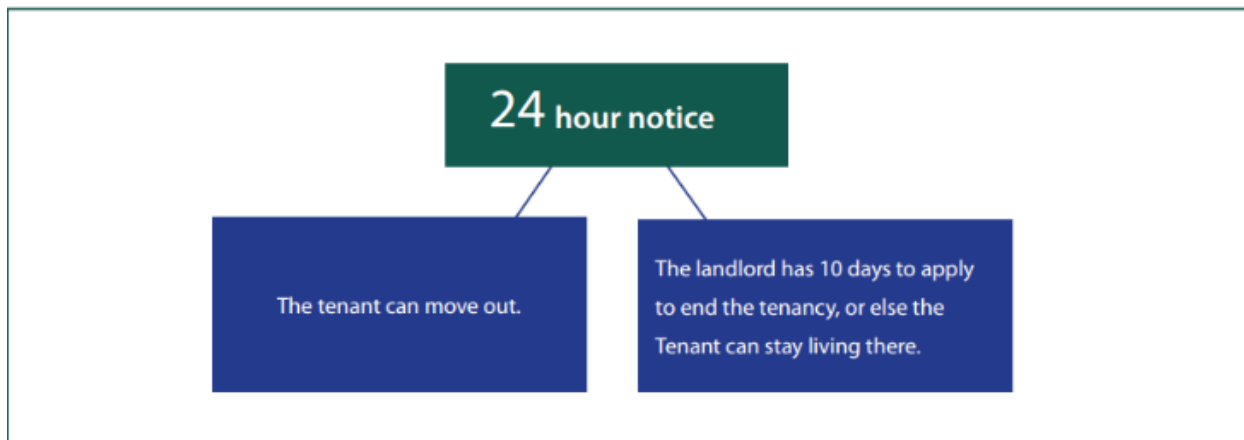 24 hour notice
The tenant can move out.
The landlord has 10 days to apply
to end the tenancy, or else the
Tenant can stay living there.